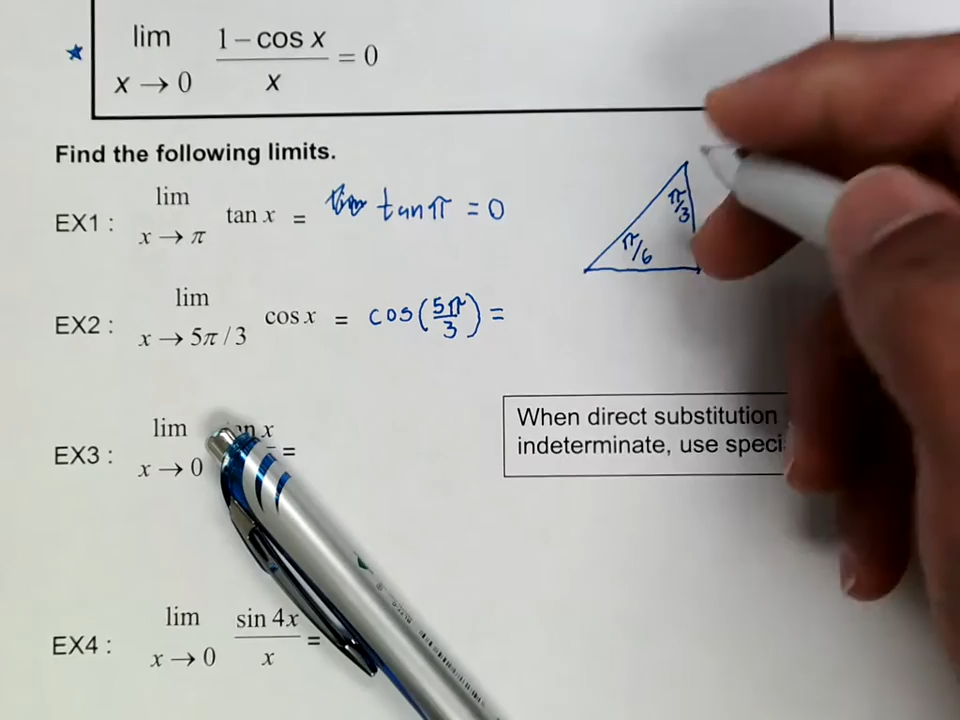 lim 1 − cos x
x → 0 x = 0
Find the following limits.
EX1 : lim x → π tan x = tan π = 0
π/3
π/6
EX2 : lim x → 5π / 3 cos x = cos(5π/3) =
When direct substitution
indeterminate, use
EX3 : lim x → 0 x =
EX4 : lim x → 0 sin 4x / x =